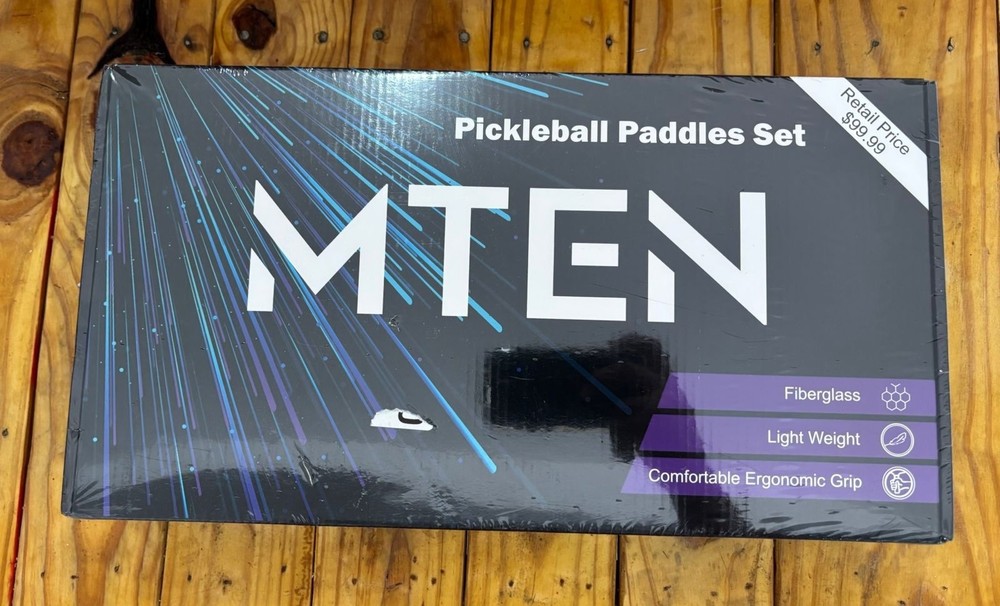 Retail Price
$99.99
Pickleball Paddles Set
MTEN
Fiberglass
Light Weight
Comfortable Ergonomic Grip